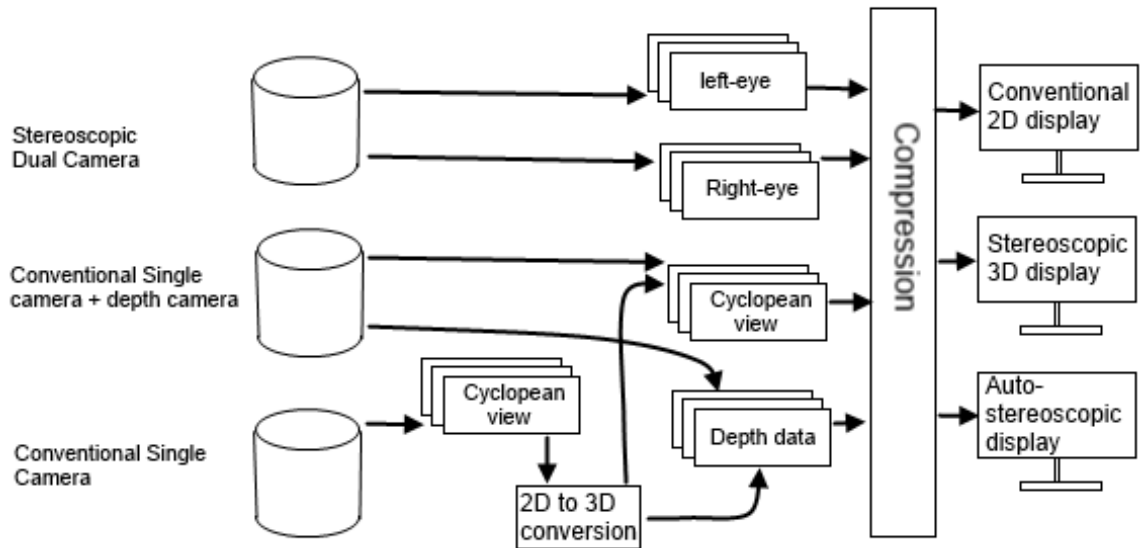 Stereoscopic
Dual Camera
left-eye
Right-eye
Conventional Single
camera + depth camera
Cyclopean
view
Conventional Single
Camera
Cyclopean
view
2D to 3D
conversion
Depth data
Compression
Conventional
2D display
Stereoscopic
3D display
Auto-
stereoscopic
display